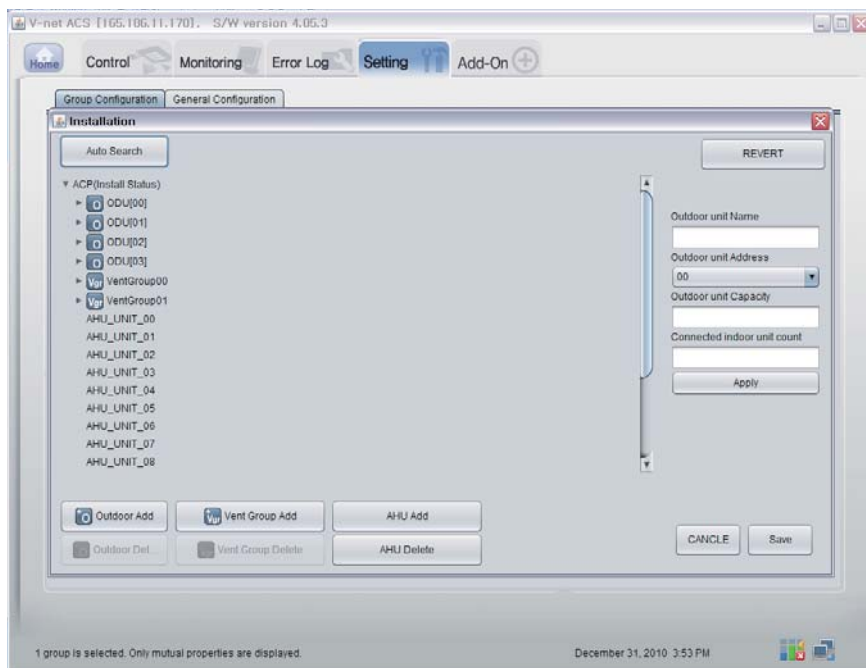 V-net ACS [165.186.11.170]. S/W version 4.05.3
Home
Control
Monitoring
Error Log
Setting
Add-On
Group Configuration
General Configuration
Installation
Auto Search
REVERT
ACP(Install Status)
ODU[00]
ODU[01]
ODU[02]
ODU[03]
VentGroup00
VentGroup01
AHU_UNIT_00
AHU_UNIT_01
AHU_UNIT_02
AHU_UNIT_03
AHU_UNIT_04
AHU_UNIT_05
AHU_UNIT_06
AHU_UNIT_07
AHU_UNIT_08
Outdoor unit Name
Outdoor unit Address
00
Outdoor unit Capacity
Connected indoor unit count
Apply
Outdoor Add
Vent Group Add
AHU Add
Outdoor Del...
Vent Group Delete
AHU Delete
CANCLE
Save
1 group is selected. Only mutual properties are displayed.
December 31, 2010 3:53 PM